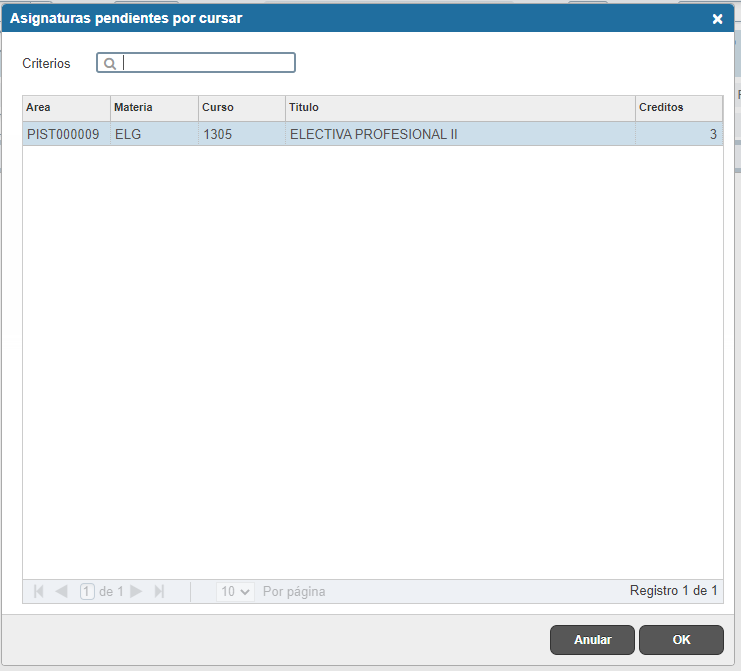 Asignaturas pendientes por cursar
Criterios
Area Materia Curso Título Creditos
PIST000009 ELG 1305 ELECTIVA PROFESIONAL II 3
1 de 1 10 Por página Registro 1 de 1
Anular OK